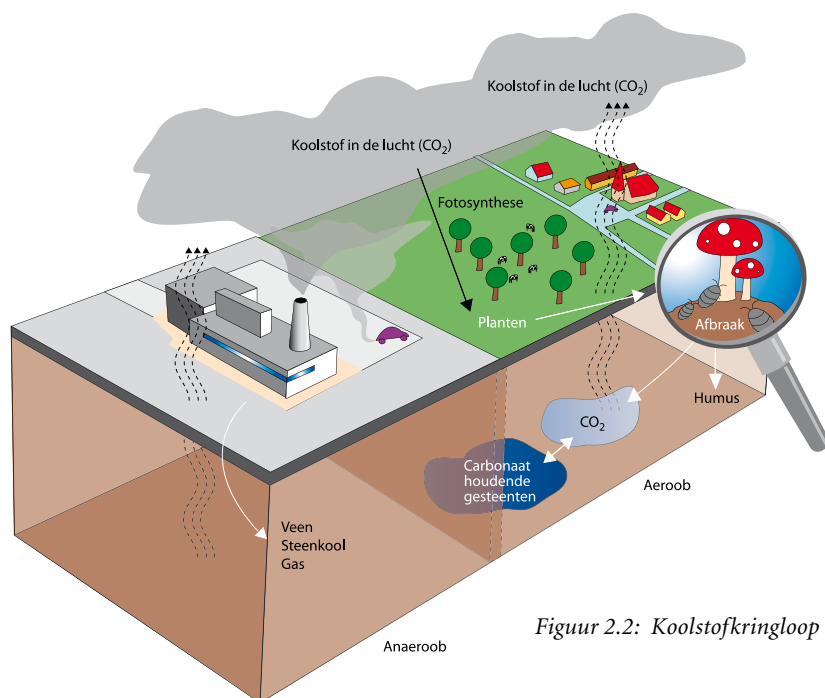 Koolstof in de lucht (CO₂)
Koolstof in de lucht (CO₂)
Fotosynthese
Planten
Afbraak
Humus
CO₂
Carbonaat
houdende
gesteenten
Aeroob
Veen
Steenkool
Gas
Anaeroob
Figuur 2.2: Koolstofkringloop